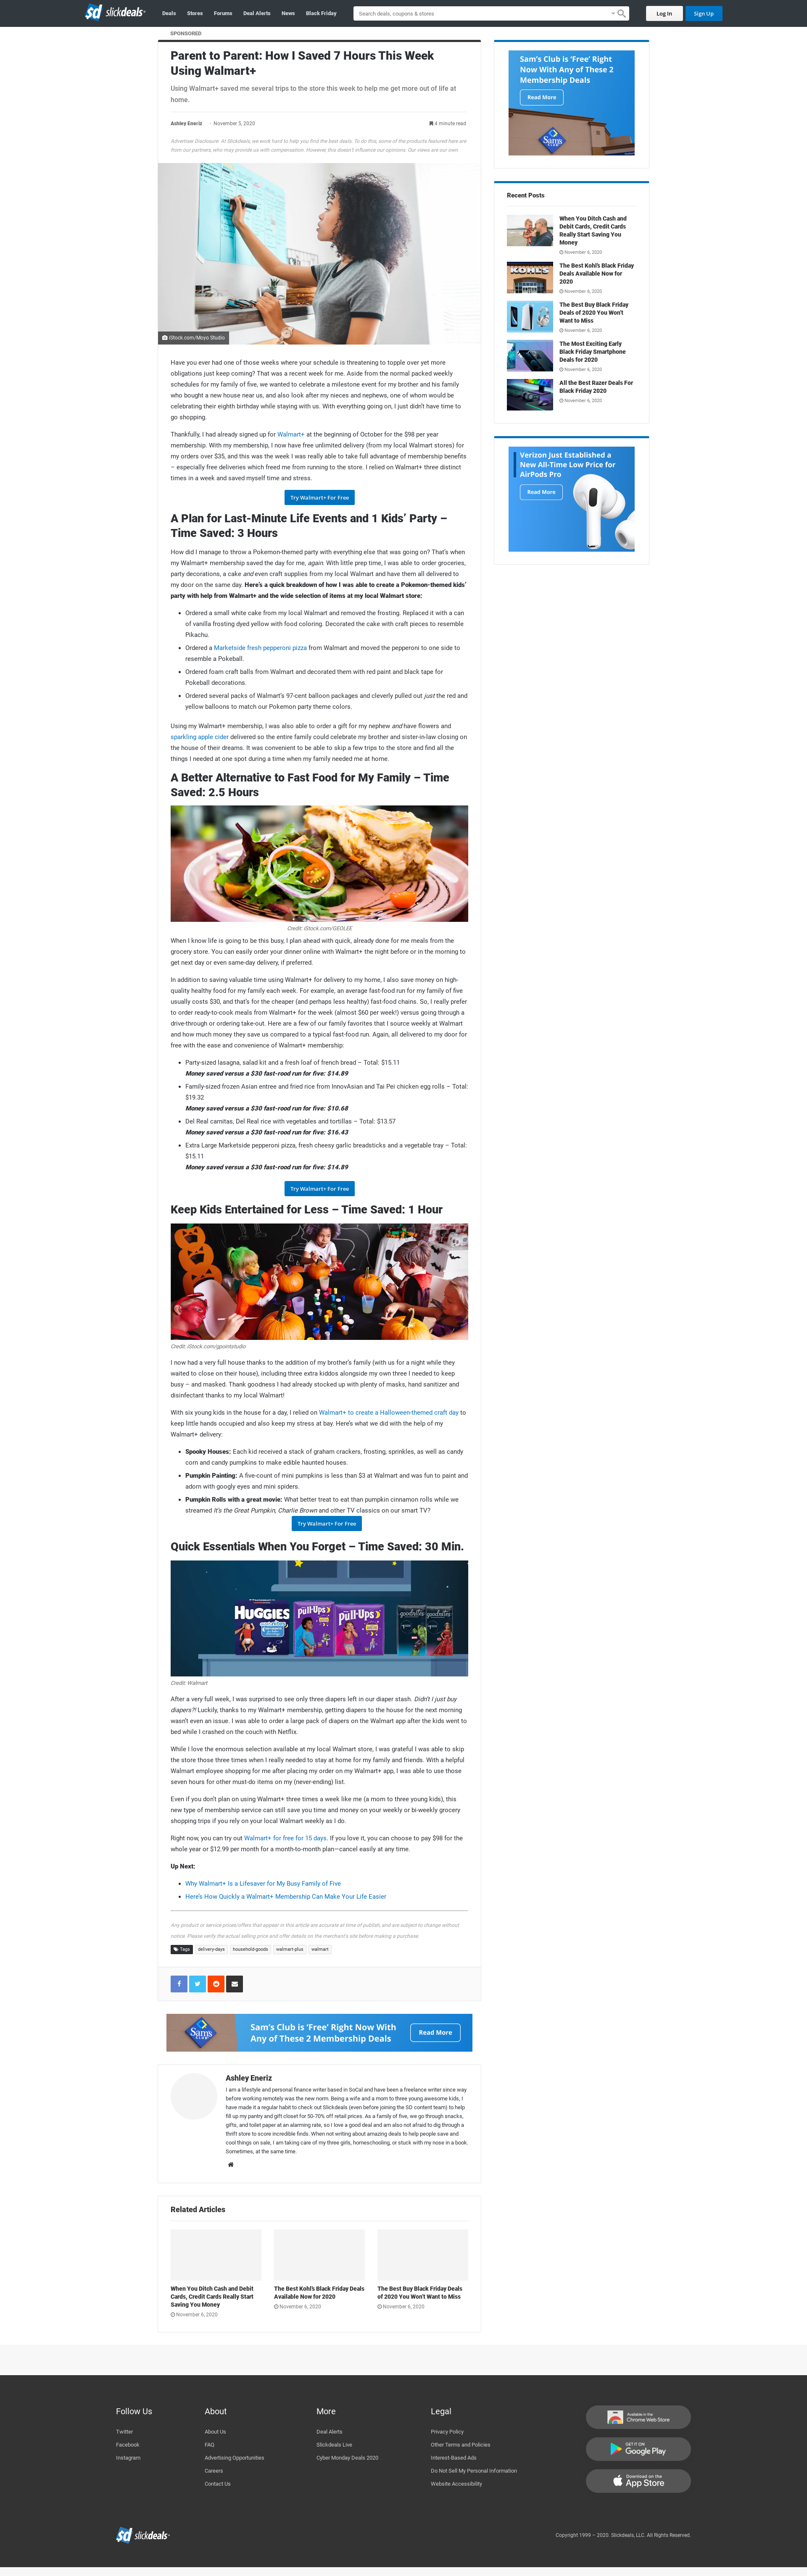 sd slickdeals
Deals Stores Forums Deal Alerts News Black Friday
Search deals, coupons & stores
Log In Sign Up
SPONSORED
Parent to Parent: How I Saved 7 Hours This Week
Using Walmart+
Using Walmart+ saved me several trips to the store this week to help me get more out of life at
home.
Ashley Eneriz · November 5, 2020
4 minute read
Advertiser Disclosure: At Slickdeals, we work hard to help you find the best deals. To do this, some of the products featured here are
from our partners who may provide us with compensation. However, this doesn't influence our opinions. Our views are our own.
iStock.com/Moyo Studio
Have you ever had one of those weeks where your schedule is threatening to topple over yet more
obligations just keep coming? That was a recent week for me. Aside from the normal packed weekly
schedules for my family of five, we wanted to celebrate a milestone event for my brother and his family
who bought a new house near us, and also look after my nieces and nephews, one of whom would be
celebrating their eighth birthday while staying with us. With everything going on, I just didn't have time to
go shopping.
Thankfully, I had already signed up for Walmart+ at the beginning of October for the $98 per year
membership. With my membership, I now have free unlimited delivery (from my local Walmart stores) for
my orders over $35, and this was the week I was really able to take full advantage of membership benefits
– especially free deliveries which freed me from running to the store. I relied on Walmart+ three distinct
times in a week and saved myself time and stress.
Try Walmart+ For Free
A Plan for Last-Minute Life Events and 1 Kids' Party –
Time Saved: 3 Hours
How did I manage to throw a Pokemon-themed party with everything else that was going on? That's when
my Walmart+ membership saved the day for me, again. With little prep time, I was able to order groceries,
party decorations, a cake and even craft supplies from my local Walmart and have them all delivered to
my door on the same day. Here's a quick breakdown of how I was able to create a Pokemon-themed kids'
party with help from Walmart+ and the wide selection of items at my local Walmart store:
• Ordered a small white cake from my local Walmart and removed the frosting. Replaced it with a can
of vanilla frosting dyed yellow with food coloring. Decorated the cake with craft pieces to resemble
Pikachu.
• Ordered a Marketside fresh pepperoni pizza from Walmart and moved the pepperoni to one side to
resemble a Pokeball.
• Ordered foam craft balls from Walmart and decorated them with red paint and black tape for
Pokeball decorations.
• Ordered several packs of Walmart's 97-cent balloon packages and cleverly pulled out just the red and
yellow balloons to match our Pokemon party theme colors.
Using my Walmart+ membership, I was also able to order a gift for my nephew and have flowers and
sparkling apple cider delivered so the entire family could celebrate my brother and sister-in-law closing on
the house of their dreams. It was convenient to be able to skip a few trips to the store and find all the
things I needed at one spot during a time when my family needed me at home.
A Better Alternative to Fast Food for My Family – Time
Saved: 2.5 Hours
Credit: iStock.com/GEOLEE
When I know life is going to be this busy, I plan ahead with quick, already done for me meals from the
grocery store. You can easily order your dinner online with Walmart+ the night before or in the morning to
get next day or even same-day delivery, if preferred.
In addition to saving valuable time using Walmart+ for delivery to my home, I also save money on high-
quality healthy food for my family each week. For example, an average fast-food run for my family of five
usually costs $30, and that's for the cheaper (and perhaps less healthy) fast-food chains. So, I really prefer
to order ready-to-cook meals from Walmart+ for the week (almost $60 per week!) versus going through a
drive-through or ordering take-out. Here are a few of our family favorites that I source weekly at Walmart
and how much money they save us compared to a typical fast-food run. Again, all delivered to my door for
free with the ease and convenience of Walmart+ membership:
• Party-sized lasagna, salad kit and a fresh loaf of french bread – Total: $15.11
Money saved versus a $30 fast-food run for five: $14.89
• Family-sized frozen Asian entree and fried rice from InnovAsian and Tai Pei chicken egg rolls – Total:
$19.32
Money saved versus a $30 fast-food run for five: $10.68
• Del Real carnitas, Del Real rice with vegetables and tortillas – Total: $13.57
Money saved versus a $30 fast-food run for five: $16.43
• Extra Large Marketside pepperoni pizza, fresh cheesy garlic breadsticks and a vegetable tray – Total:
$15.11
Money saved versus a $30 fast-food run for five: $14.89
Try Walmart+ For Free
Keep Kids Entertained for Less – Time Saved: 1 Hour
Credit: iStock.com/gpointstudio
I now had a very full house thanks to the addition of my brother's family (with us for a night while they
waited to close on their house), including three extra kiddos alongside my own three I needed to keep
busy – and masked. Thank goodness I had already stocked up with plenty of masks, hand sanitizer and
disinfectant thanks to my local Walmart!
With six young kids in the house for a day, I relied on Walmart+ to create a Halloween-themed craft day to
keep little hands occupied and also keep my stress at bay. Here's what we did with the help of my
Walmart+ delivery:
• Spooky Houses: Each kid received a stack of graham crackers, frosting, sprinkles, as well as candy
corn and candy pumpkins to make edible haunted houses.
• Pumpkin Painting: A five-count of mini pumpkins is less than $3 at Walmart and was fun to paint and
adorn with googly eyes and mini spiders.
• Pumpkin Rolls with a great movie: What better treat to eat than pumpkin cinnamon rolls while we
streamed It's the Great Pumpkin, Charlie Brown and other TV classics on our smart TV?
Try Walmart+ For Free
Quick Essentials When You Forget – Time Saved: 30 Min.
HUGGIES Pull-Ups Pull-Ups goodnites goodnites
Credit: Walmart
After a very full week, I was surprised to see only three diapers left in our diaper stash. Didn't I just buy
diapers?! Luckily, thanks to my Walmart+ membership, getting diapers to the house for the next morning
wasn't even an issue. I was able to order a large pack of diapers on the Walmart app after the kids went to
bed while I crashed on the couch with Netflix.
While I love the enormous selection available at my local Walmart store, I was grateful I was able to skip
the store those three times when I really needed to stay at home for my family and friends. With a helpful
Walmart employee shopping for me after placing my order on my Walmart+ app, I was able to use those
seven hours for other must-do items on my (never-ending) list.
Even if you don't plan on using Walmart+ three times a week like me (a mom to three young kids), this
new type of membership service can still save you time and money on your weekly or bi-weekly grocery
shopping trips if you rely on your local Walmart weekly as I do.
Right now, you can try out Walmart+ for free for 15 days. If you love it, you can choose to pay $98 for the
whole year or $12.99 per month for a month-to-month plan—cancel easily at any time.
Up Next:
• Why Walmart+ Is a Lifesaver for My Busy Family of Five
• Here's How Quickly a Walmart+ Membership Can Make Your Life Easier
Any product or service prices/offers that appear in this article are accurate at time of publish, and are subject to change without
notice. Please verify the actual selling price and offer details on the merchant's site before making a purchase.
Tags delivery-days household-goods walmart-plus walmart
Sam's Club is 'Free' Right Now With
Any of These 2 Membership Deals
Read More
Ashley Eneriz
I am a lifestyle and personal finance writer based in SoCal and have been a freelance writer since way
before working remotely was the new norm. Being a wife and a mom to three young awesome kids, I
have made it a regular habit to check out Slickdeals (even before joining the SD content team) to help
fill up my pantry and gift closet for 50-70% off retail prices. As a family of five, we go through snacks,
gifts, and toilet paper at an alarming rate, so I love a good deal and am also not afraid to dig through a
thrift store to score incredible finds. When not writing about amazing deals to help people save and
cool things on sale, I am taking care of my three girls, homeschooling, or stuck with my nose in a book.
Sometimes, at the same time.
Related Articles
When You Ditch Cash and Debit
Cards, Credit Cards Really Start
Saving You Money
November 6, 2020
The Best Kohl's Black Friday Deals
Available Now for 2020
November 6, 2020
The Best Buy Black Friday Deals
of 2020 You Won't Want to Miss
November 6, 2020
Sam's Club is 'Free' Right
Now With Any of These 2
Membership Deals
Read More
Sam's
Recent Posts
When You Ditch Cash and
Debit Cards, Credit Cards
Really Start Saving You
Money
November 6, 2020
KOHL'S
The Best Kohl's Black Friday
Deals Available Now for
2020
November 6, 2020
The Best Buy Black Friday
Deals of 2020 You Won't
Want to Miss
November 6, 2020
The Most Exciting Early
Black Friday Smartphone
Deals for 2020
November 6, 2020
All the Best Razer Deals For
Black Friday 2020
November 6, 2020
Verizon Just Established a
New All-Time Low Price for
AirPods Pro
Read More
Follow Us
Twitter
Facebook
Instagram
About
About Us
FAQ
Advertising Opportunities
Careers
Contact Us
More
Deal Alerts
Slickdeals Live
Cyber Monday Deals 2020
Legal
Privacy Policy
Other Terms and Policies
Interest-Based Ads
Do Not Sell My Personal Information
Website Accessibility
Available in the
Chrome Web Store
GET IT ON
Google Play
Download on the
App Store
sd slickdeals
Copyright 1999 – 2020. Slickdeals, LLC. All Rights Reserved.